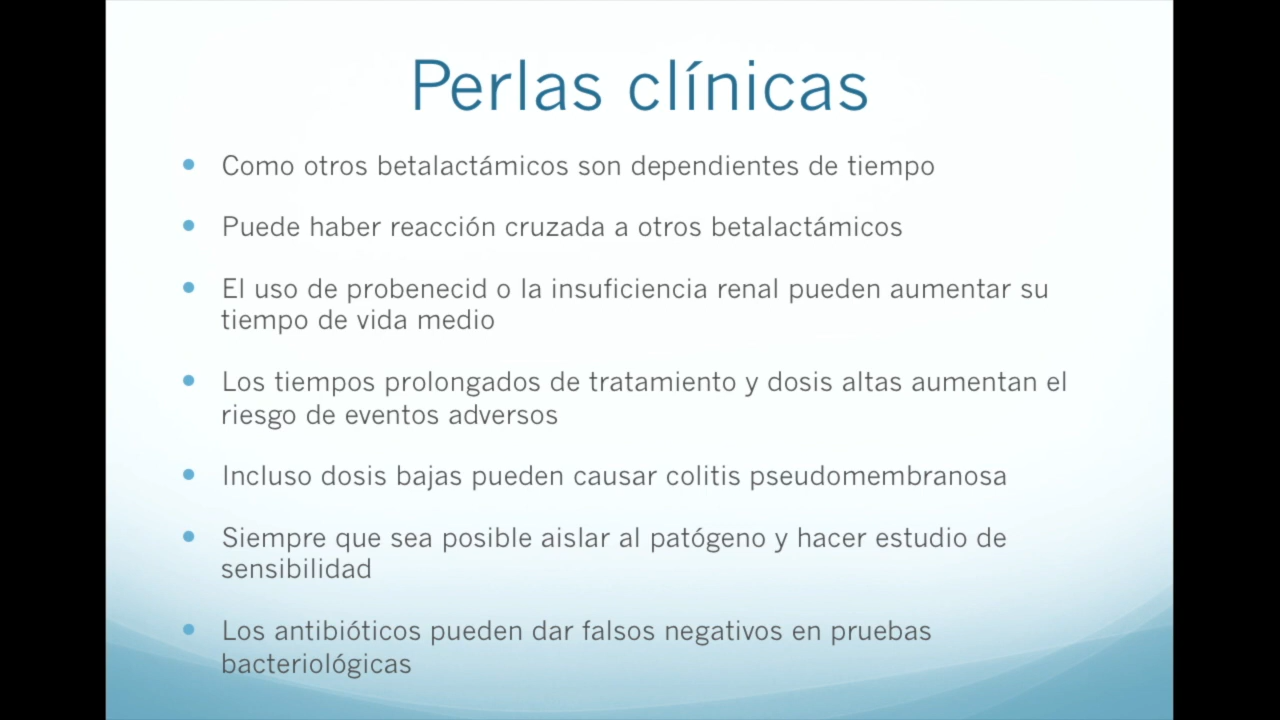 Perlas clínicas
• Como otros betalactámicos son dependientes de tiempo
• Puede haber reacción cruzada a otros betalactámicos
• El uso de probenecid o la insuficiencia renal pueden aumentar su
tiempo de vida medio
• Los tiempos prolongados de tratamiento y dosis altas aumentan el
riesgo de eventos adversos
• Incluso dosis bajas pueden causar colitis pseudomembranosa
• Siempre que sea posible aislar al patógeno y hacer estudio de
sensibilidad
• Los antibióticos pueden dar falsos negativos en pruebas
bacteriológicas